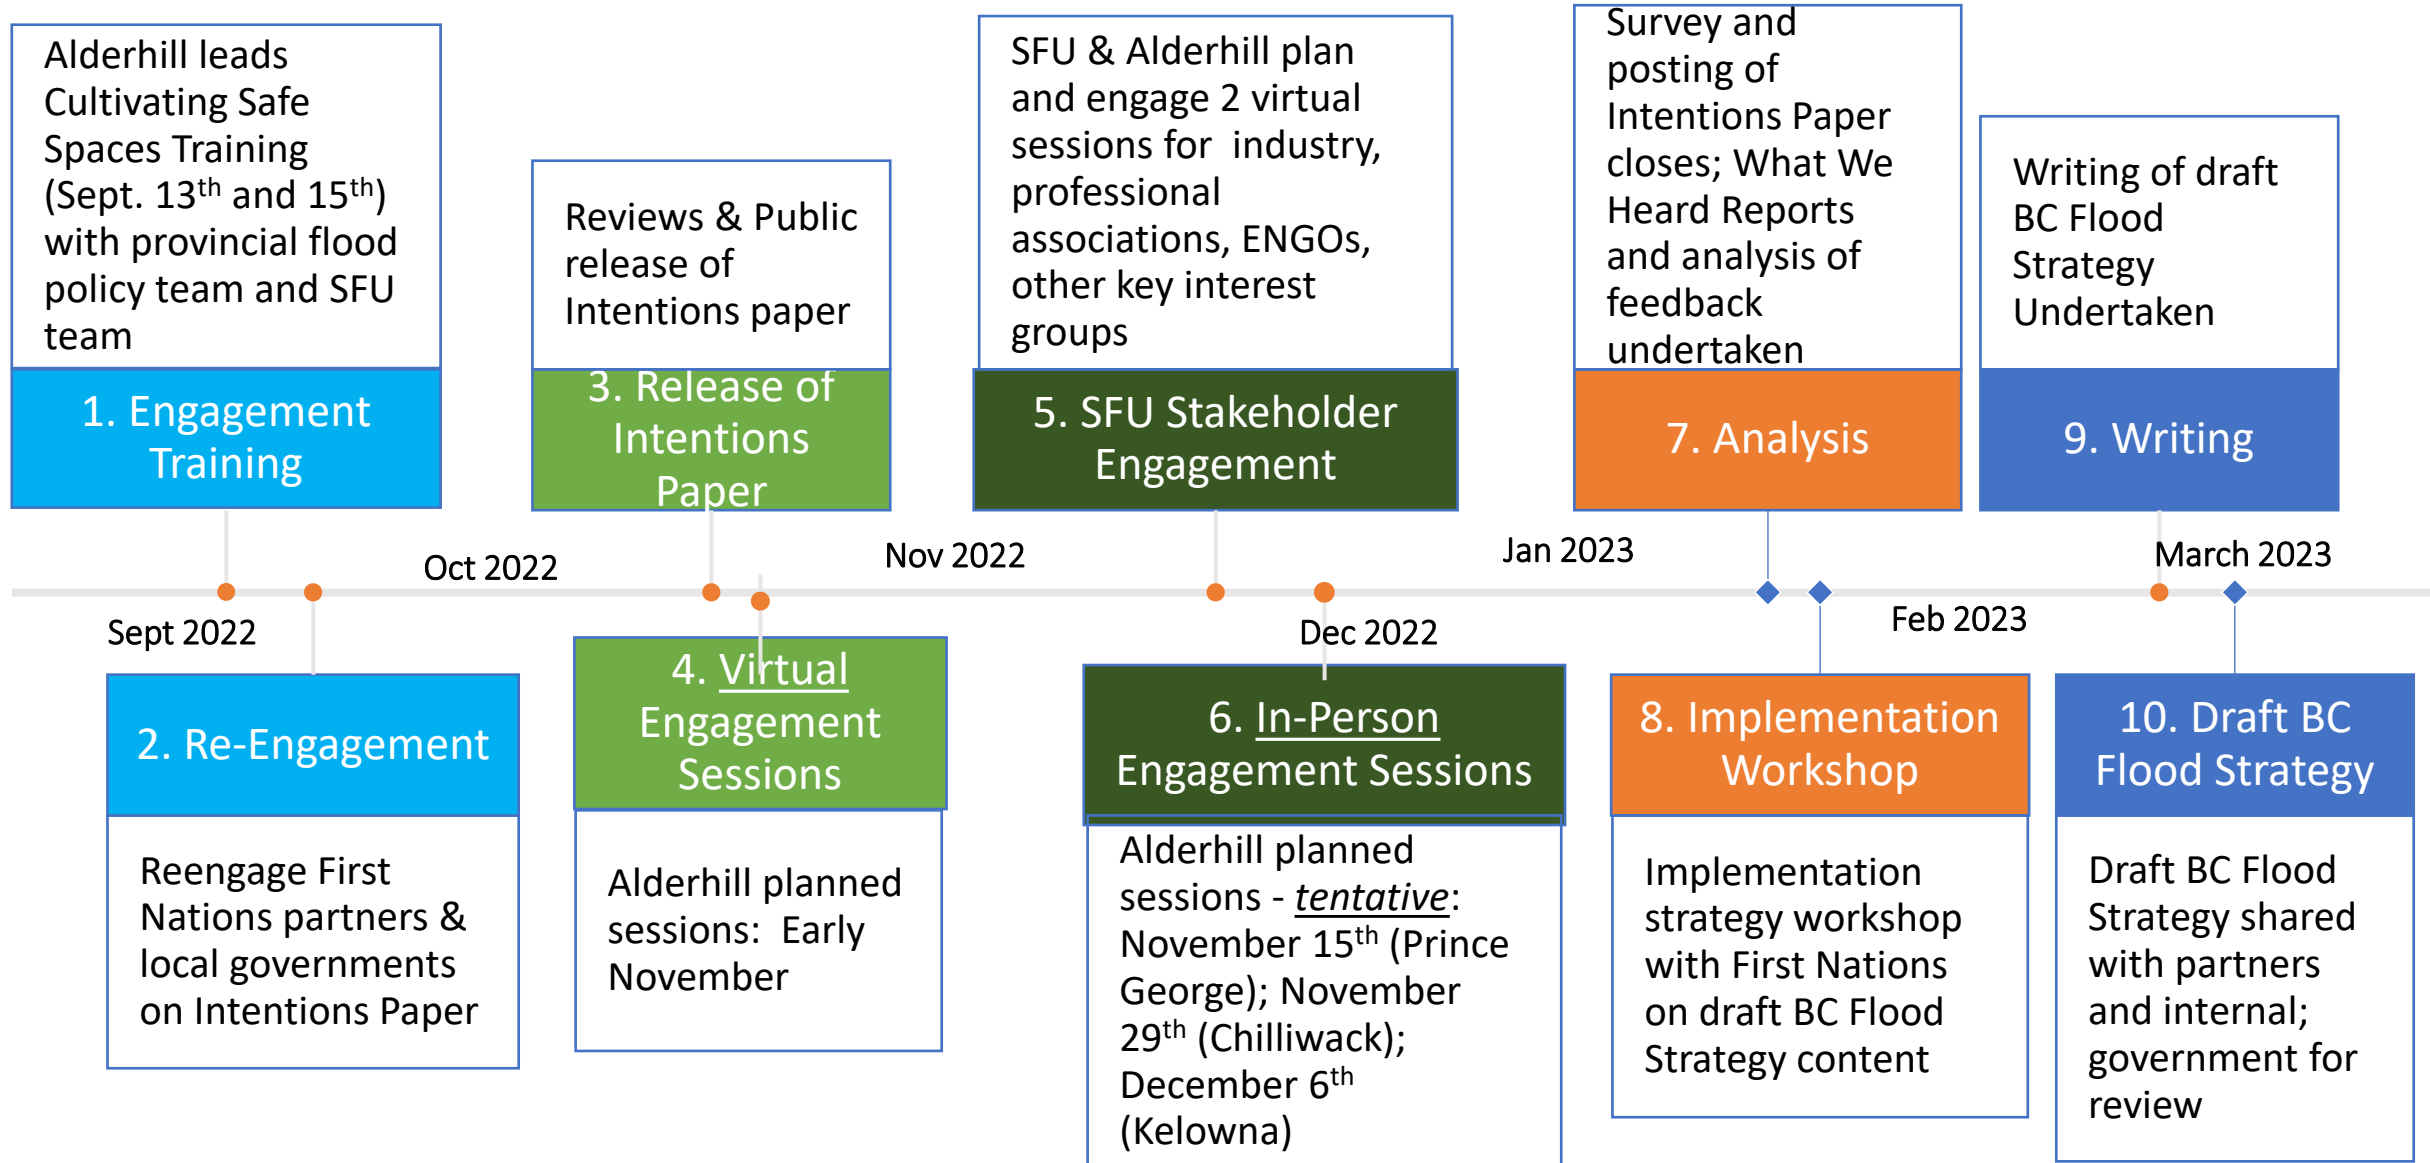 Alderhill leads
Cultivating Safe
Spaces Training
(Sept. 13th and 15th)
with provincial flood
policy team and SFU
team
1. Engagement
Training
Reviews & Public
release of
Intentions paper
3. Release of
Intentions
Paper
SFU & Alderhill plan
and engage 2 virtual
sessions for  industry,
professional
associations, ENGOs,
other key interest
groups
5. SFU Stakeholder
Engagement
Survey and
posting of
Intentions Paper
closes; What We
Heard Reports
and analysis of
feedback
undertaken
7. Analysis
Writing of draft
BC Flood
Strategy
Undertaken
9. Writing
Sept 2022
Oct 2022
Nov 2022
Dec 2022
Jan 2023
Feb 2023
March 2023
2. Re-Engagement
Reengage First
Nations partners &
local governments
on Intentions Paper
4. Virtual
Engagement
Sessions
Alderhill planned
sessions:  Early
November
6. In-Person
Engagement Sessions
Alderhill planned
sessions - tentative:
November 15th (Prince
George); November
29th (Chilliwack);
December 6th
(Kelowna)
8. Implementation
Workshop
Implementation
strategy workshop
with First Nations
on draft BC Flood
Strategy content
10. Draft BC
Flood Strategy
Draft BC Flood
Strategy shared
with partners
and internal;
government for
review